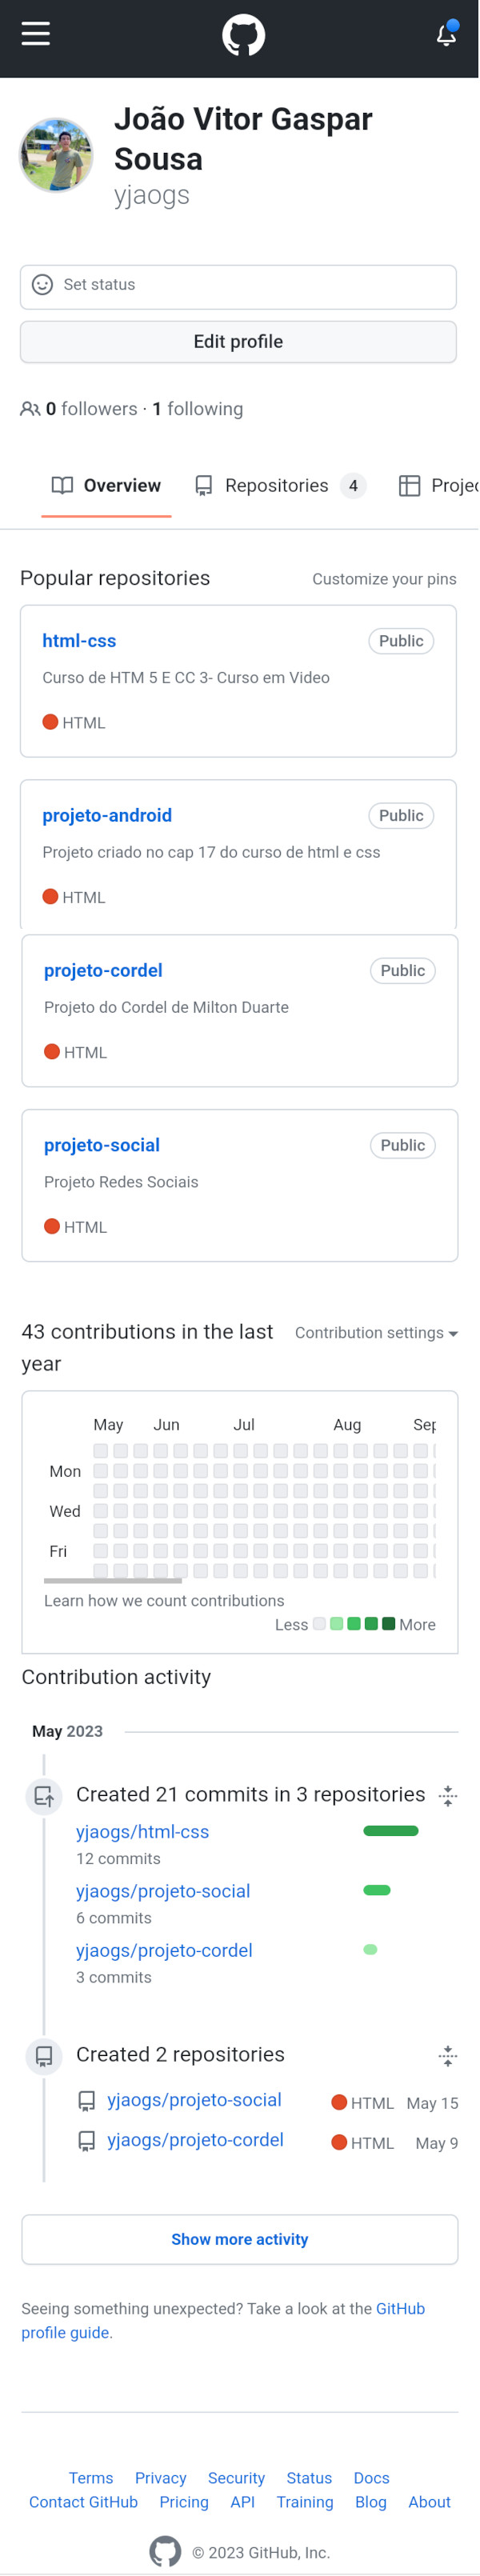 João Vitor Gaspar
Sousa
yjaogs
Set status
Edit profile
0 followers · 1 following
Overview Repositories 4 Projec
Popular repositories Customize your pins
html-css Public
Curso de HTM 5 E CC 3- Curso em Video
HTML
projeto-android Public
Projeto criado no cap 17 do curso de html e css
HTML
projeto-cordel Public
Projeto do Cordel de Milton Duarte
HTML
projeto-social Public
Projeto Redes Sociais
HTML
43 contributions in the last
year
Contribution settings
May Jun Jul Aug Sep
Mon
Wed
Fri
Learn how we count contributions
Less More
Contribution activity
May 2023
Created 21 commits in 3 repositories
yjaogs/html-css
12 commits
yjaogs/projeto-social
6 commits
yjaogs/projeto-cordel
3 commits
Created 2 repositories
yjaogs/projeto-social HTML May 15
yjaogs/projeto-cordel HTML May 9
Show more activity
Seeing something unexpected? Take a look at the GitHub
profile guide.
Terms Privacy Security Status Docs
Contact GitHub Pricing API Training Blog About
© 2023 GitHub, Inc.